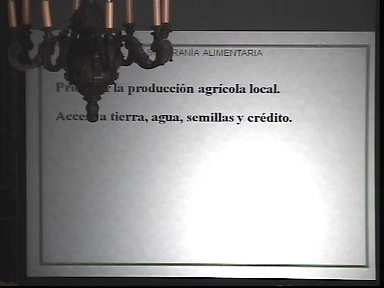 ALIMENTARIA
la producción agrícola local.
a tierra, agua, semillas y crédito.